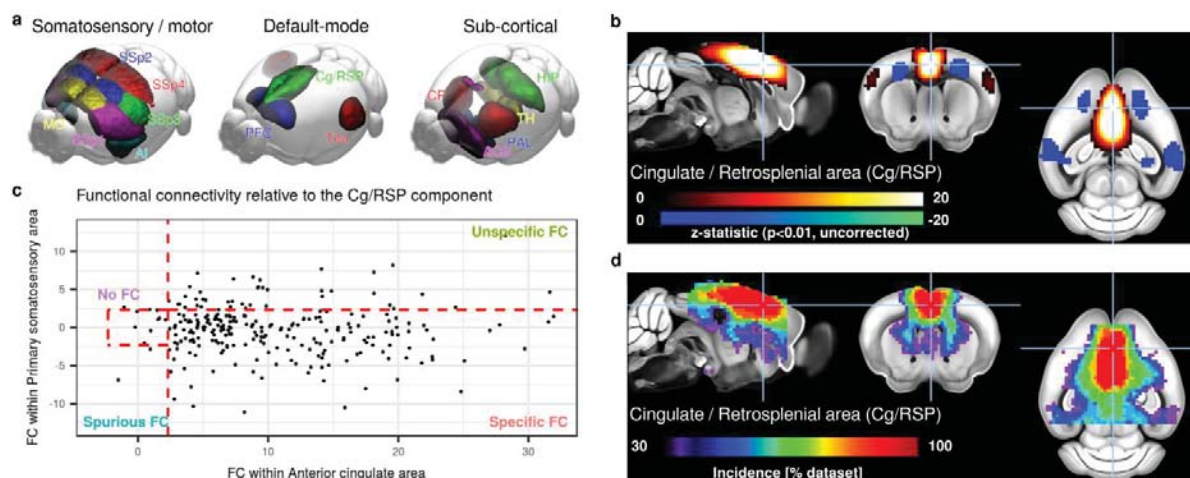 a
Somatosensory / motor
Default-mode
Sub-cortical
SSp2
SSp4
SSp3
MO
AI
Cg RSP
PFC
HIP
CP
TH
PAL
b
Cingulate / Retrosplenial area (Cg/RSP)
0 20
0 -20
z-statistic (p<0.01, uncorrected)
c
Functional connectivity relative to the Cg/RSP component
FC within Primary somatosensory area
10
5
0
-5
-10
Unspecific FC
No FC
Spurious FC
Specific FC
0 10 20 30
FC within Anterior cingulate area
d
Cingulate / Retrosplenial area (Cg/RSP)
30 100
Incidence [% dataset]